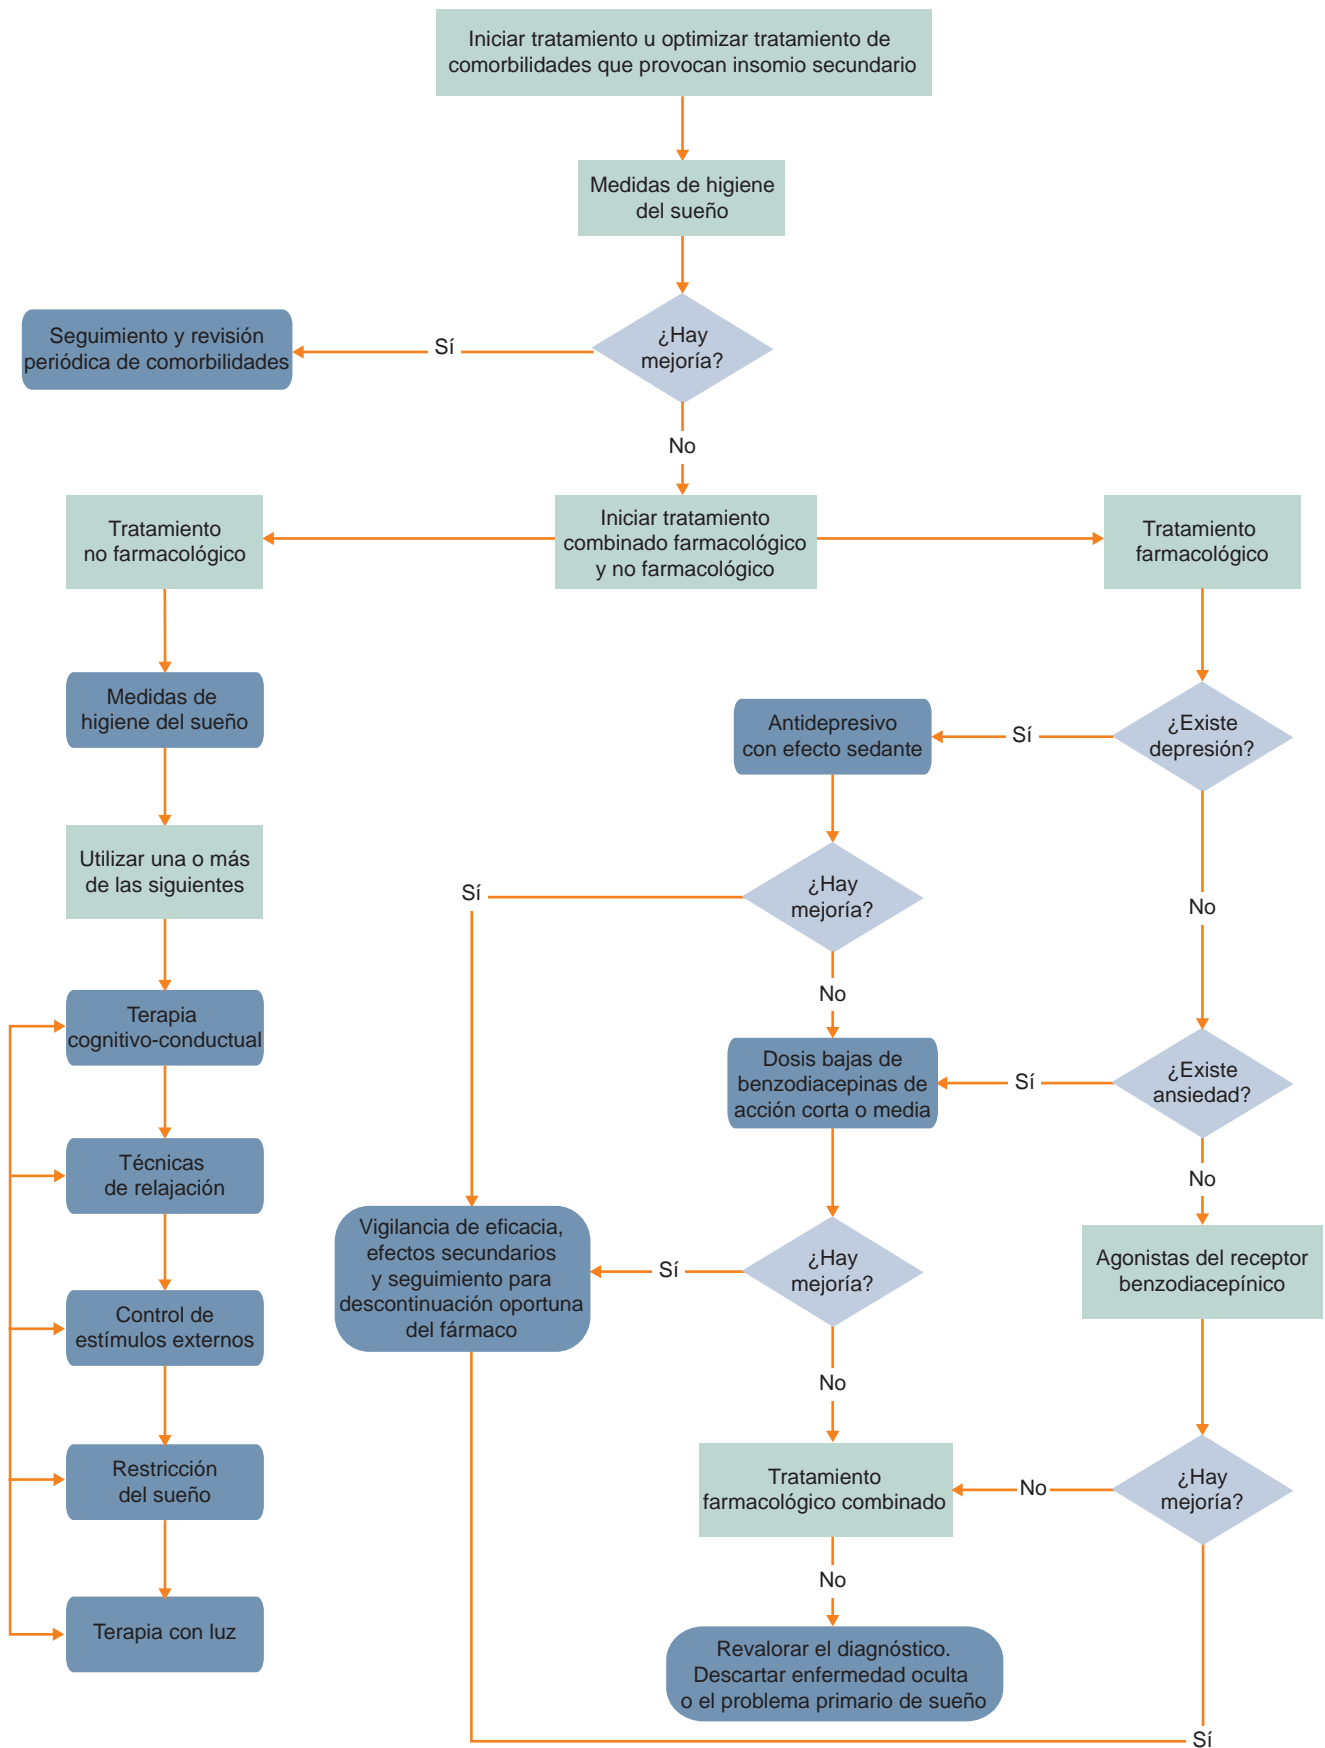 Iniciar tratamiento u optimizar tratamiento de
comorbilidades que provocan insomio secundario
Medidas de higiene
del sueño
¿Hay
mejoría?
Sí
Seguimiento y revisión
periódica de comorbilidades
No
Tratamiento
no farmacológico
Iniciar tratamiento
combinado farmacológico
y no farmacológico
Tratamiento
farmacológico
Medidas de
higiene del sueño
Utilizar una o más
de las siguientes
Terapia
cognitivo-conductual
Técnicas
de relajación
Control de
estímulos externos
Restricción
del sueño
Terapia con luz
¿Existe
depresión?
Sí
Antidepresivo
con efecto sedante
¿Hay
mejoría?
Sí
No
No
¿Existe
ansiedad?
Sí
Dosis bajas de
benzodiacepinas de
acción corta o media
No
Agonistas del receptor
benzodiacepínico
¿Hay
mejoría?
Sí
Vigilancia de eficacia,
efectos secundarios
y seguimiento para
descontinuación oportuna
del fármaco
No
¿Hay
mejoría?
No
Tratamiento
farmacológico combinado
No
Revalorar el diagnóstico.
Descartar enfermedad oculta
o el problema primario de sueño
Sí